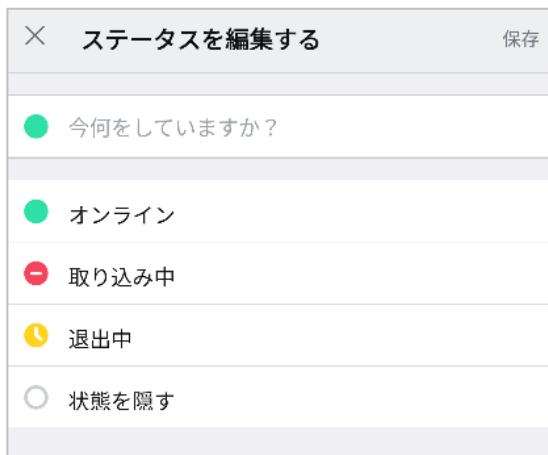 ステータスを編集する 保存
今何をしていますか？
オンライン
取り込み中
退出中
状態を隠す